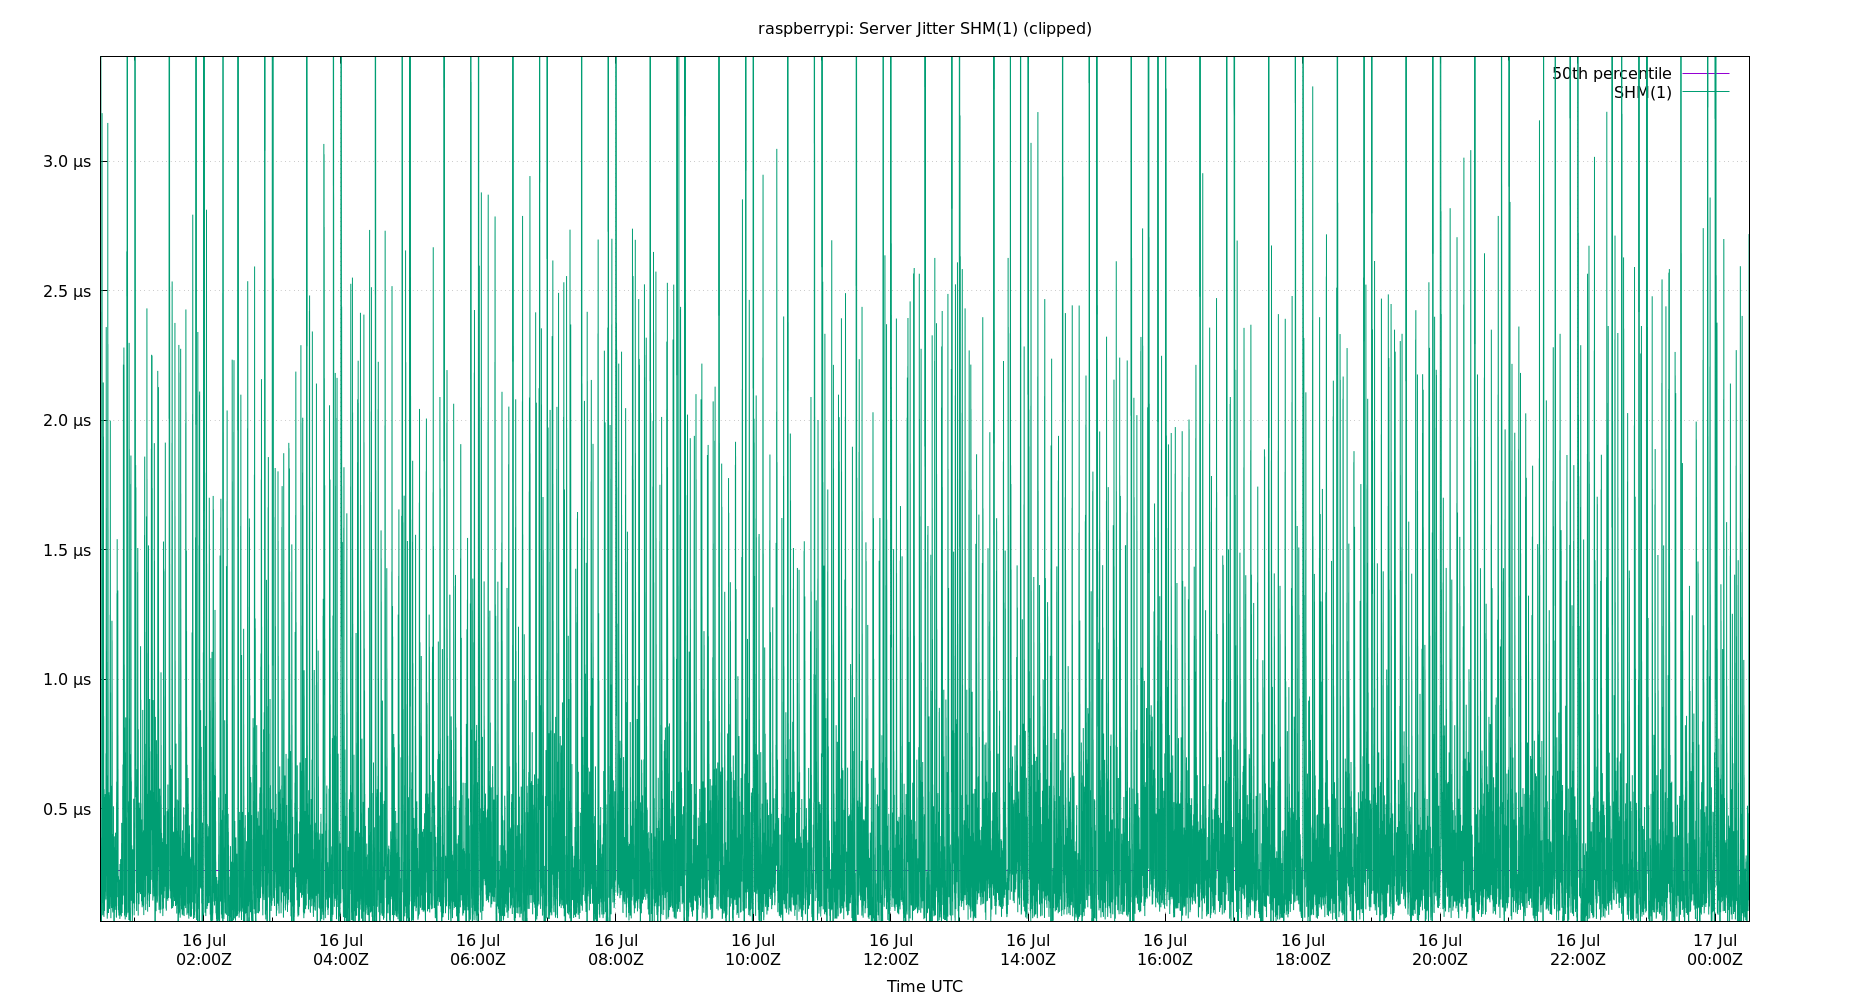 raspberrypi: Server Jitter SHM(1) (clipped)
50th percentile
SHM(1)
3.0 µs
2.5 µs
2.0 µs
1.5 µs
1.0 µs
0.5 µs
16 Jul 16 Jul 16 Jul 16 Jul 16 Jul 16 Jul 16 Jul 16 Jul 16 Jul 16 Jul 16 Jul 17 Jul
02:00Z 04:00Z 06:00Z 08:00Z 10:00Z 12:00Z 14:00Z 16:00Z 18:00Z 20:00Z 22:00Z 00:00Z
Time UTC